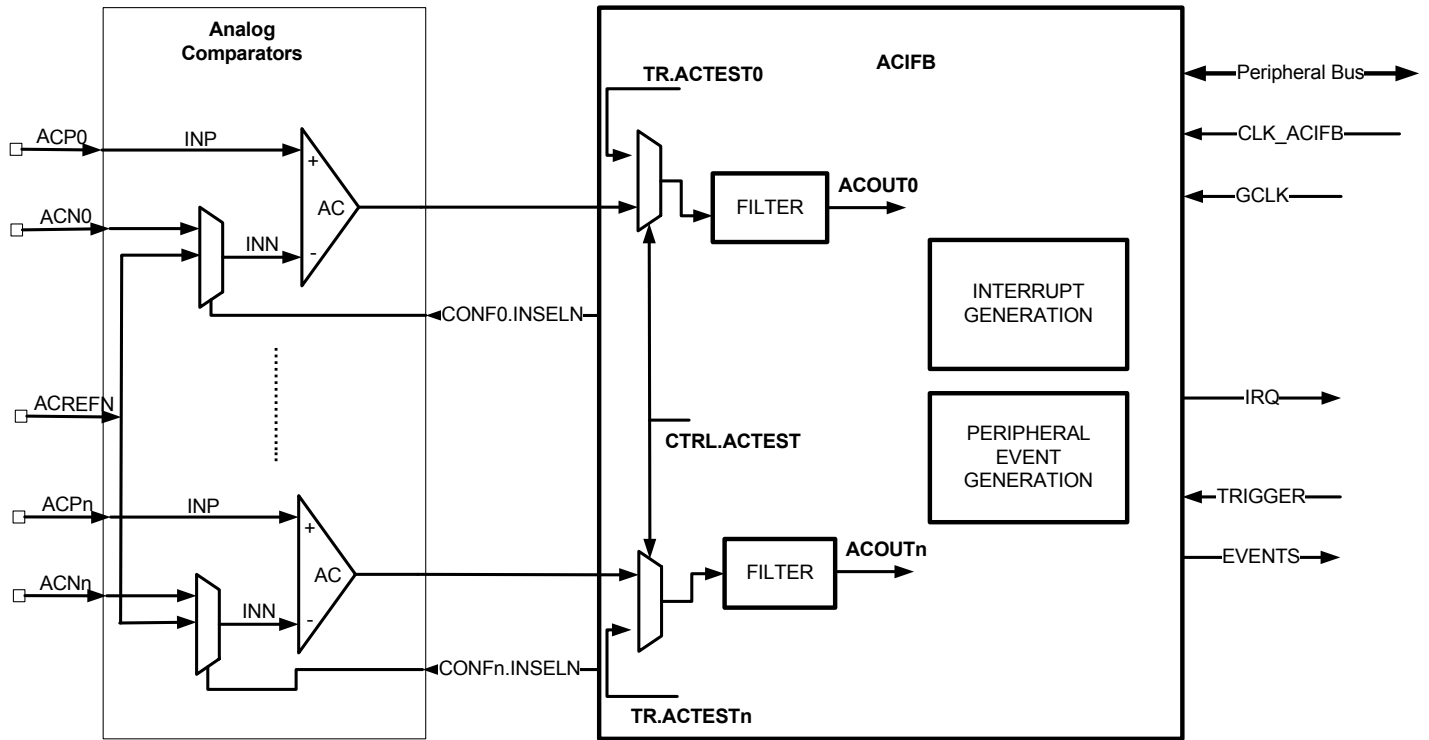 Analog
Comparators
TR.ACTEST0
ACIFB
Peripheral Bus
ACP0
INP
+
AC
-
CLK_ACIFB
ACOUT0
FILTER
GCLK
ACN0
INN
CONF0.INSELN
INTERRUPT
GENERATION
ACREFN
IRQ
CTRL.ACTEST
PERIPHERAL
EVENT
GENERATION
ACPn
INP
+
AC
-
TRIGGER
ACOUTn
FILTER
EVENTS
ACNn
INN
CONFn.INSELN
TR.ACTESTn